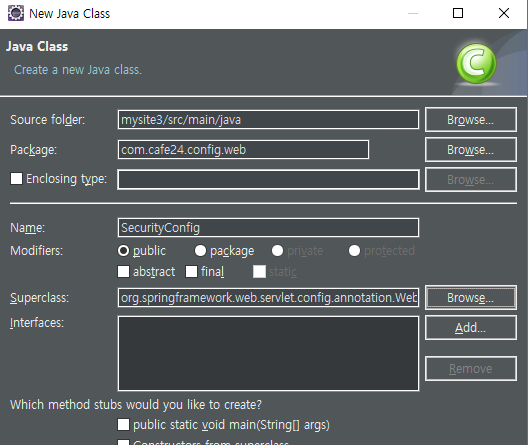 New Java Class
Java Class
Create a new Java class.
C
Source folder: mysite3/src/main/java Browse...
Package: com.cafe24.config.web Browse...
Enclosing type: Browse...
Name: SecurityConfig
Modifiers: public package private protected
abstract final static
Superclass: org.springframework.web.servlet.config.annotation.Web Browse...
Interfaces: Add...
Remove
Which method stubs would you like to create?
public static void main(String[] args)
Constructors from superclass